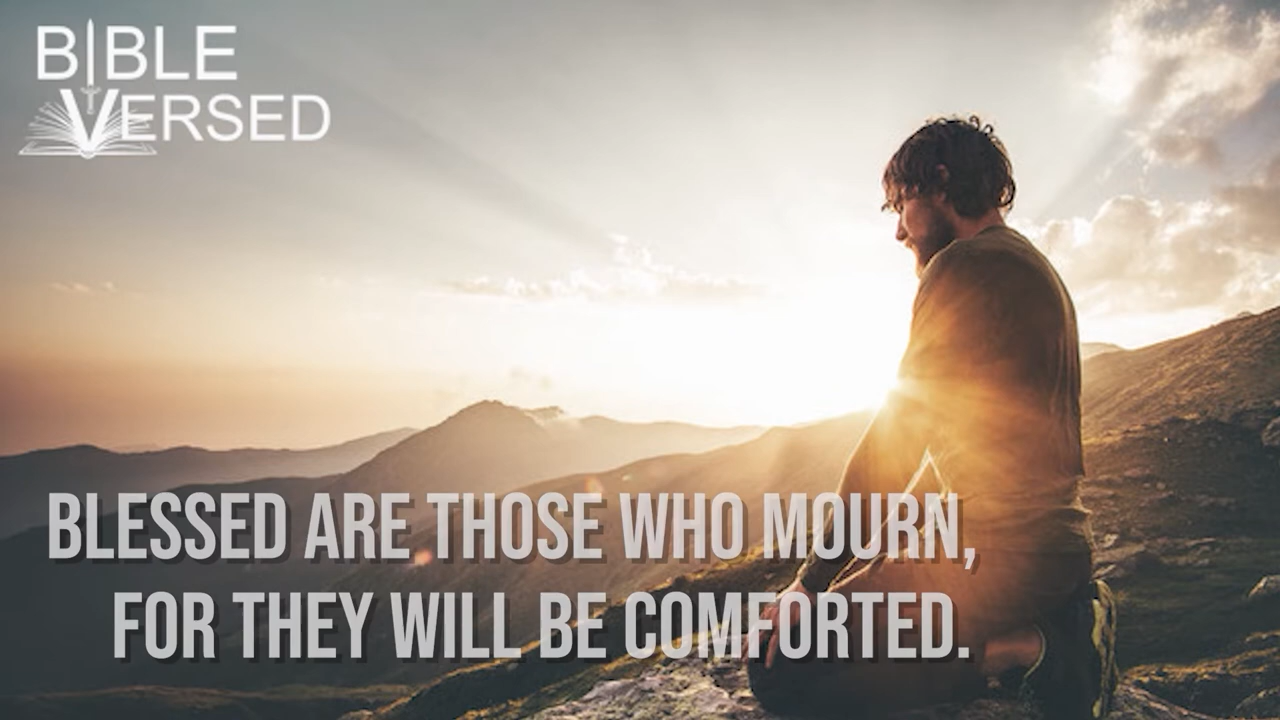 BIBLE
VERSED
BLESSED ARE THOSE WHO MOURN,
FOR THEY WILL BE COMFORTED.